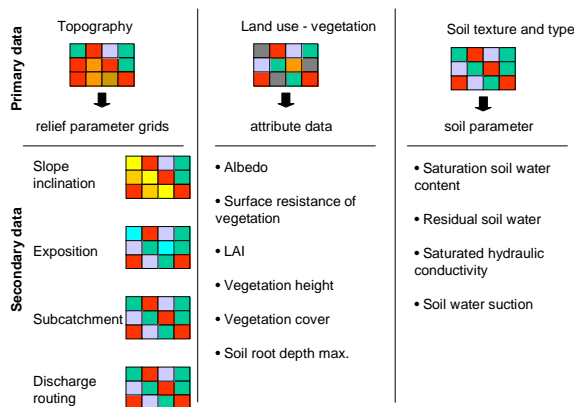 Primary data
Topography
relief parameter grids
Land use - vegetation
attribute data
Soil texture and type
soil parameter
Secondary data
Slope
inclination
Exposition
Subcatchment
Discharge
routing
• Albedo
• Surface resistance of
vegetation
• LAI
• Vegetation height
• Vegetation cover
• Soil root depth max.
• Saturation soil water
content
• Residual soil water
• Saturated hydraulic
conductivity
• Soil water suction